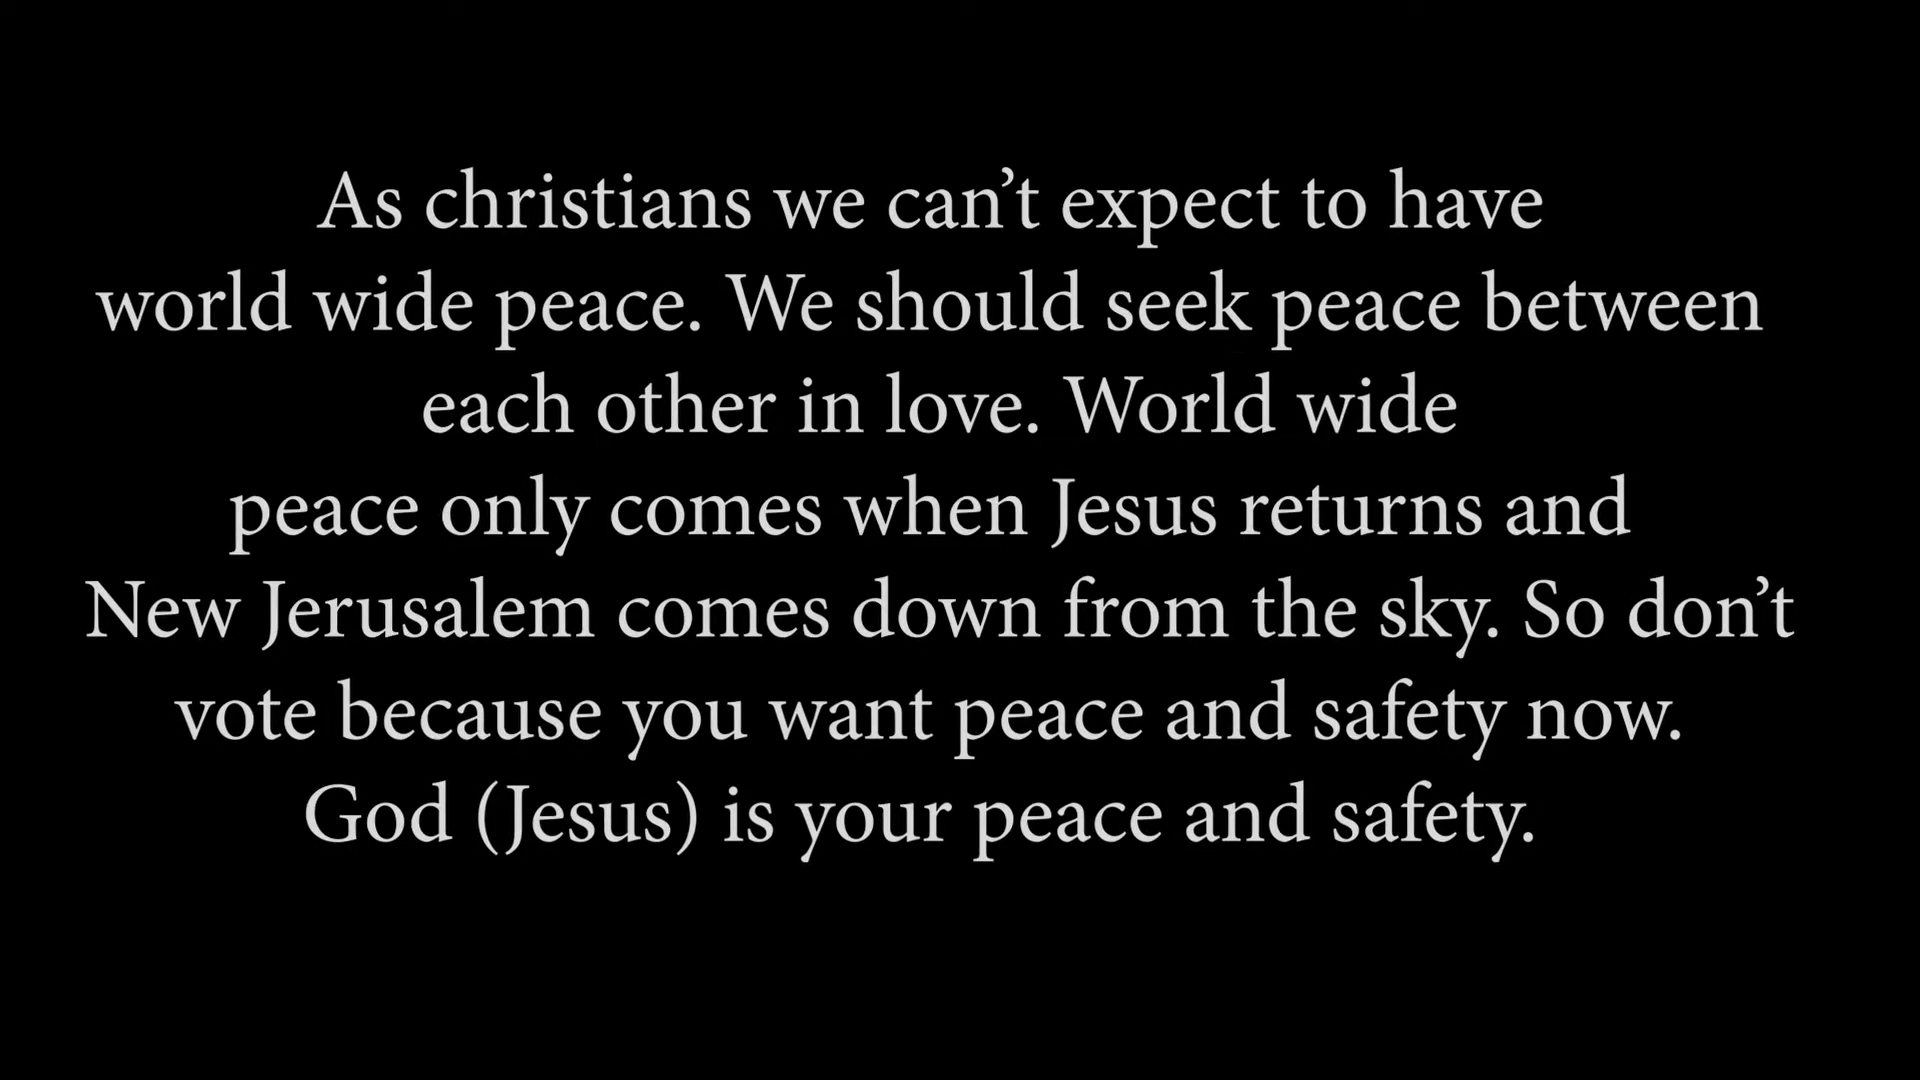 As christians we can’t expect to have
world wide peace. We should seek peace between
each other in love. World wide
peace only comes when Jesus returns and
New Jerusalem comes down from the sky. So don’t
vote because you want peace and safety now.
God (Jesus) is your peace and safety.